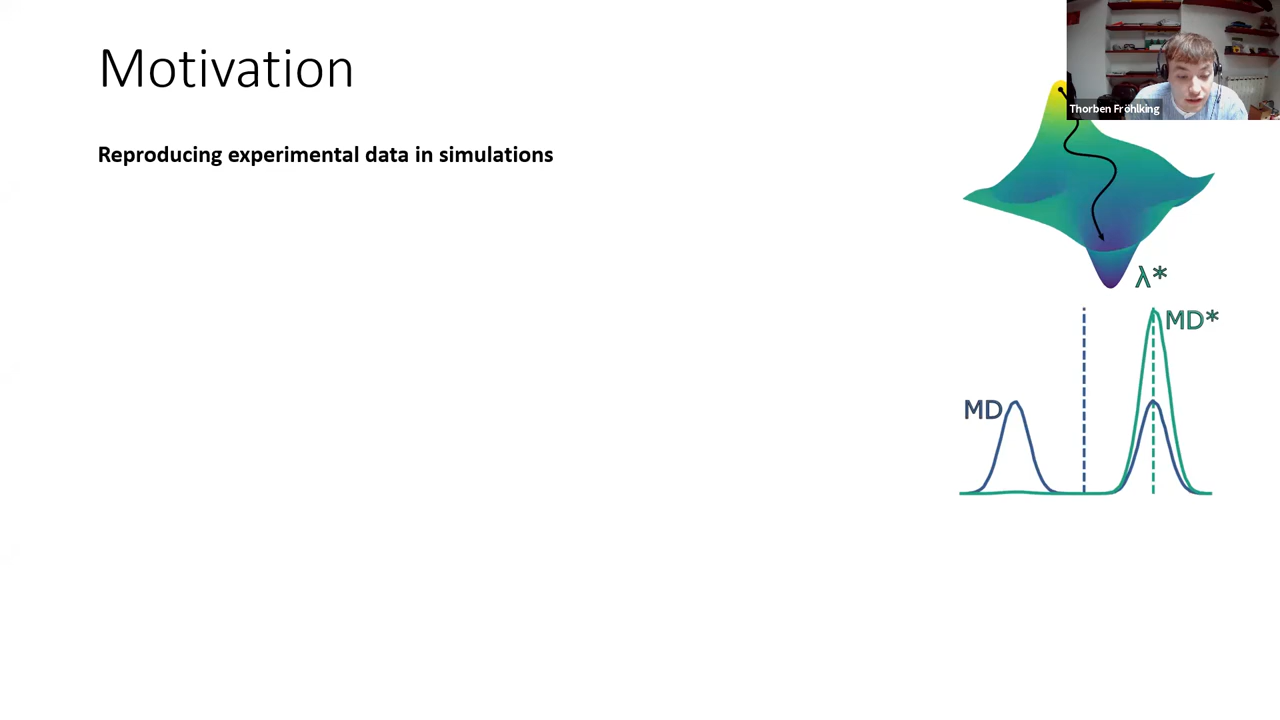 Motivation
Thorben Fröhlking
Reproducing experimental data in simulations
λ*
MD*
MD